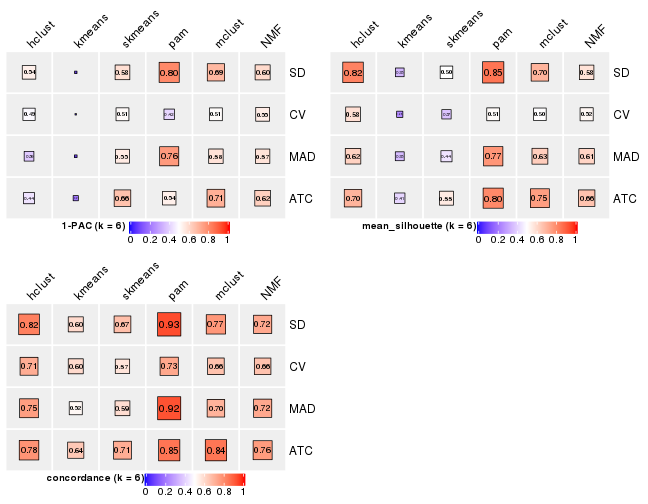 hclust kmeans skmeans pam mclust NMF
0.54 0.58 0.80 0.69 0.60 SD
0.49 0.51 0.42 0.51 0.55 CV
0.55 0.76 0.58 0.57 MAD
0.44 0.66 0.54 0.71 0.62 ATC
1-PAC (k = 6)
0 0.2 0.4 0.6 0.8 1
hclust kmeans skmeans pam mclust NMF
0.82 0.50 0.85 0.70 0.58 SD
0.58 0.51 0.50 0.52 CV
0.62 0.44 0.77 0.63 0.61 MAD
0.70 0.41 0.55 0.80 0.75 0.66 ATC
mean_silhouette (k = 6)
0 0.2 0.4 0.6 0.8 1
hclust kmeans skmeans pam mclust NMF
0.82 0.60 0.67 0.93 0.77 0.72 SD
0.71 0.60 0.57 0.73 0.66 0.66 CV
0.75 0.52 0.59 0.92 0.70 0.72 MAD
0.78 0.64 0.71 0.85 0.84 0.76 ATC
concordance (k = 6)
0 0.2 0.4 0.6 0.8 1